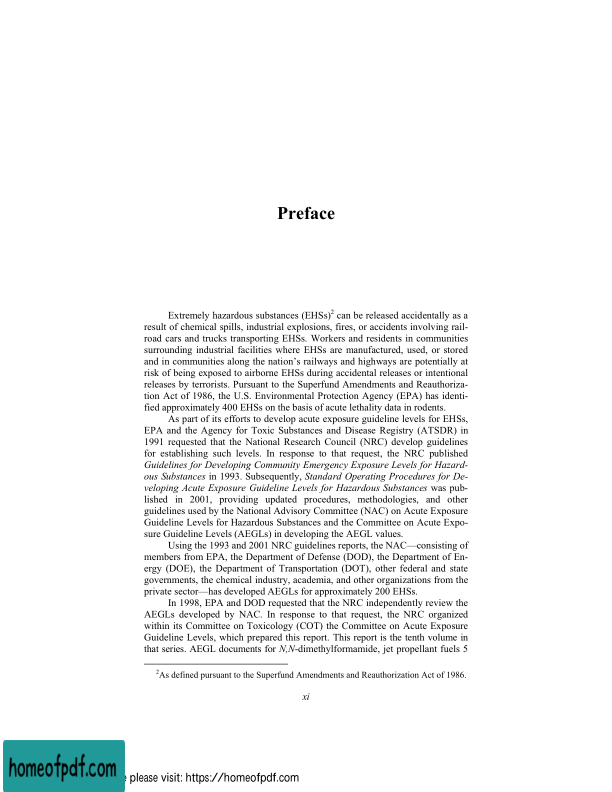 Preface
Extremely hazardous substances (EHSs)2 can be released accidentally as a
result of chemical spills, industrial explosions, fires, or accidents involving rail-
road cars and trucks transporting EHSs. Workers and residents in communities
surrounding industrial facilities where EHSs are manufactured, used, or stored
and in communities along the nation’s railways and highways are potentially at
risk of being exposed to airborne EHSs during accidental releases or intentional
releases by terrorists. Pursuant to the Superfund Amendments and Reauthoriza-
tion Act of 1986, the U.S. Environmental Protection Agency (EPA) has identi-
fied approximately 400 EHSs on the basis of acute lethality data in rodents.
As part of its efforts to develop acute exposure guideline levels for EHSs,
EPA and the Agency for Toxic Substances and Disease Registry (ATSDR) in
1991 requested that the National Research Council (NRC) develop guidelines
for establishing such levels. In response to that request, the NRC published
Guidelines for Developing Community Emergency Exposure Levels for Hazard-
ous Substances in 1993. Subsequently, Standard Operating Procedures for De-
veloping Acute Exposure Guideline Levels for Hazardous Substances was pub-
lished in 2001, providing updated procedures, methodologies, and other
guidelines used by the National Advisory Committee (NAC) on Acute Exposure
Guideline Levels for Hazardous Substances and the Committee on Acute Expo-
sure Guideline Levels (AEGLs) in developing the AEGL values.
Using the 1993 and 2001 NRC guidelines reports, the NAC—consisting of
members from EPA, the Department of Defense (DOD), the Department of En-
ergy (DOE), the Department of Transportation (DOT), other federal and state
governments, the chemical industry, academia, and other organizations from the
private sector—has developed AEGLs for approximately 200 EHSs.
In 1998, EPA and DOD requested that the NRC independently review the
AEGLs developed by NAC. In response to that request, the NRC organized
within its Committee on Toxicology (COT) the Committee on Acute Exposure
Guideline Levels, which prepared this report. This report is the tenth volume in
that series. AEGL documents for N,N-dimethylformamide, jet propellant fuels 5
2As defined pursuant to the Superfund Amendments and Reauthorization Act of 1986.
xi
homeofpdf.com
please visit: https://homeofpdf.com